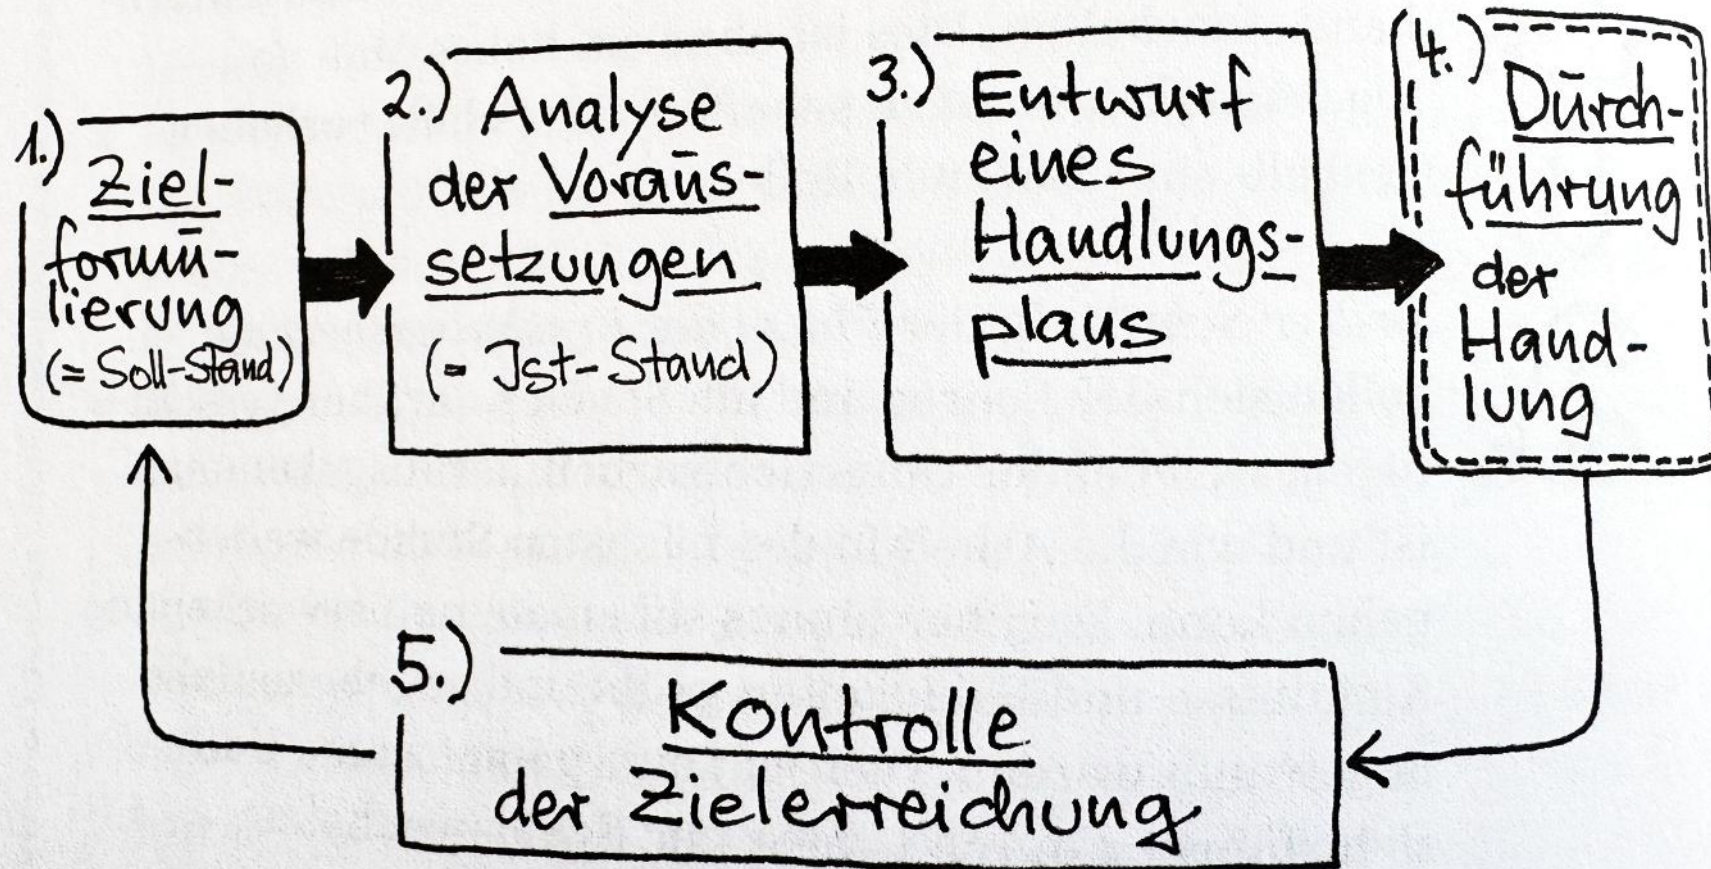 1.) Ziel-
formu-
lierung
(= Soll-Stand)
2.) Analyse
der Voraus-
setzungen
(= Ist-Stand)
3.) Entwurf
eines
Handlungs-
plans
4.) Durch-
führung
der
Hand-
lung
5.) Kontrolle
der Zielerreichung